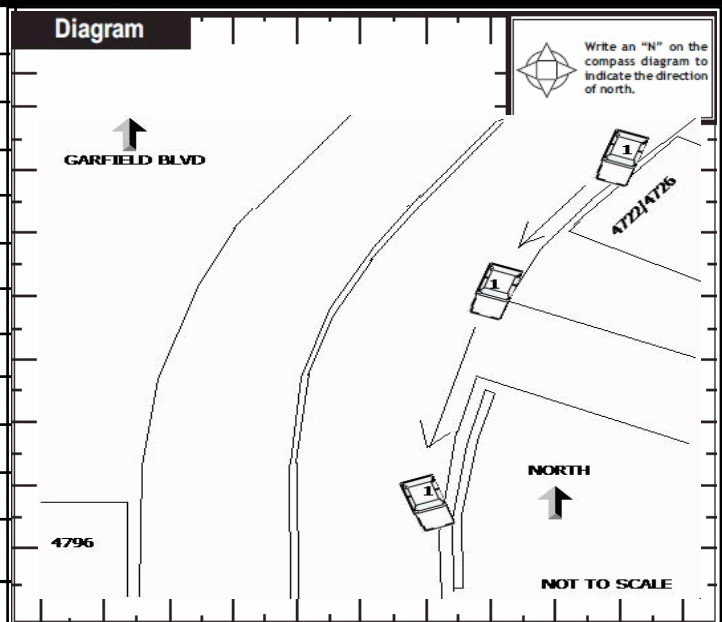 Diagram
Write an “N” on the
compass diagram to
indicate the direction
of north.
GARFIELD BLVD
1
4722/4726
1
1
NORTH
4796
NOT TO SCALE